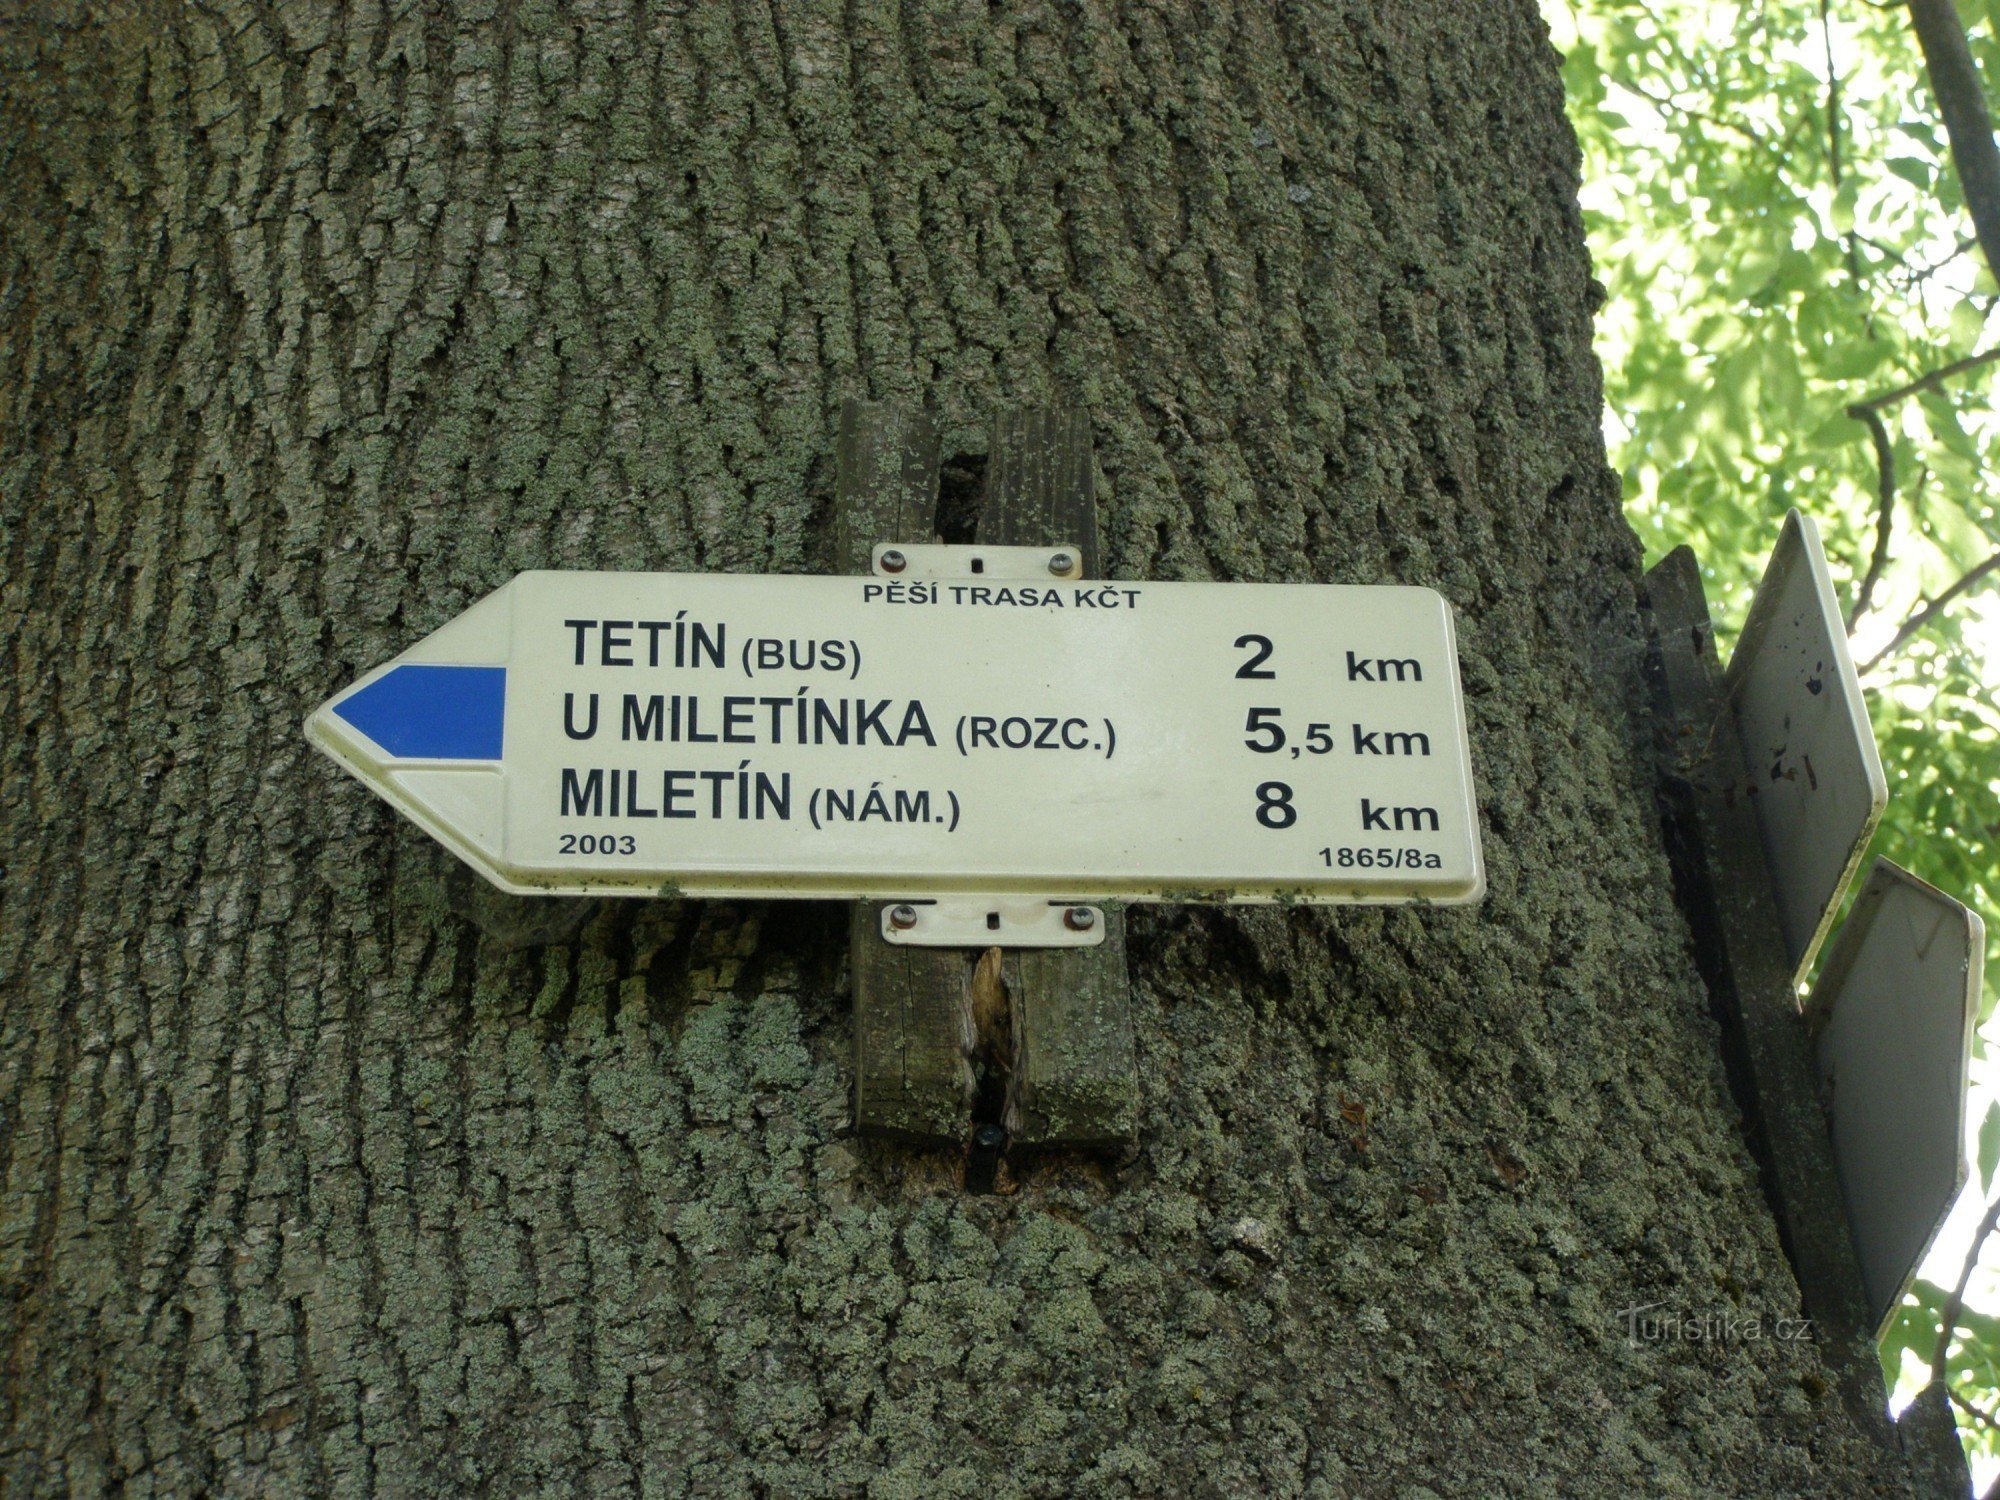 PĚŠÍ TRASA KČT
TETÍN (BUS) 2 km
U MILETÍNKA (ROZC.) 5,5 km
MILETÍN (NÁM.) 8 km
2003 1865/8a
Turistika.cz